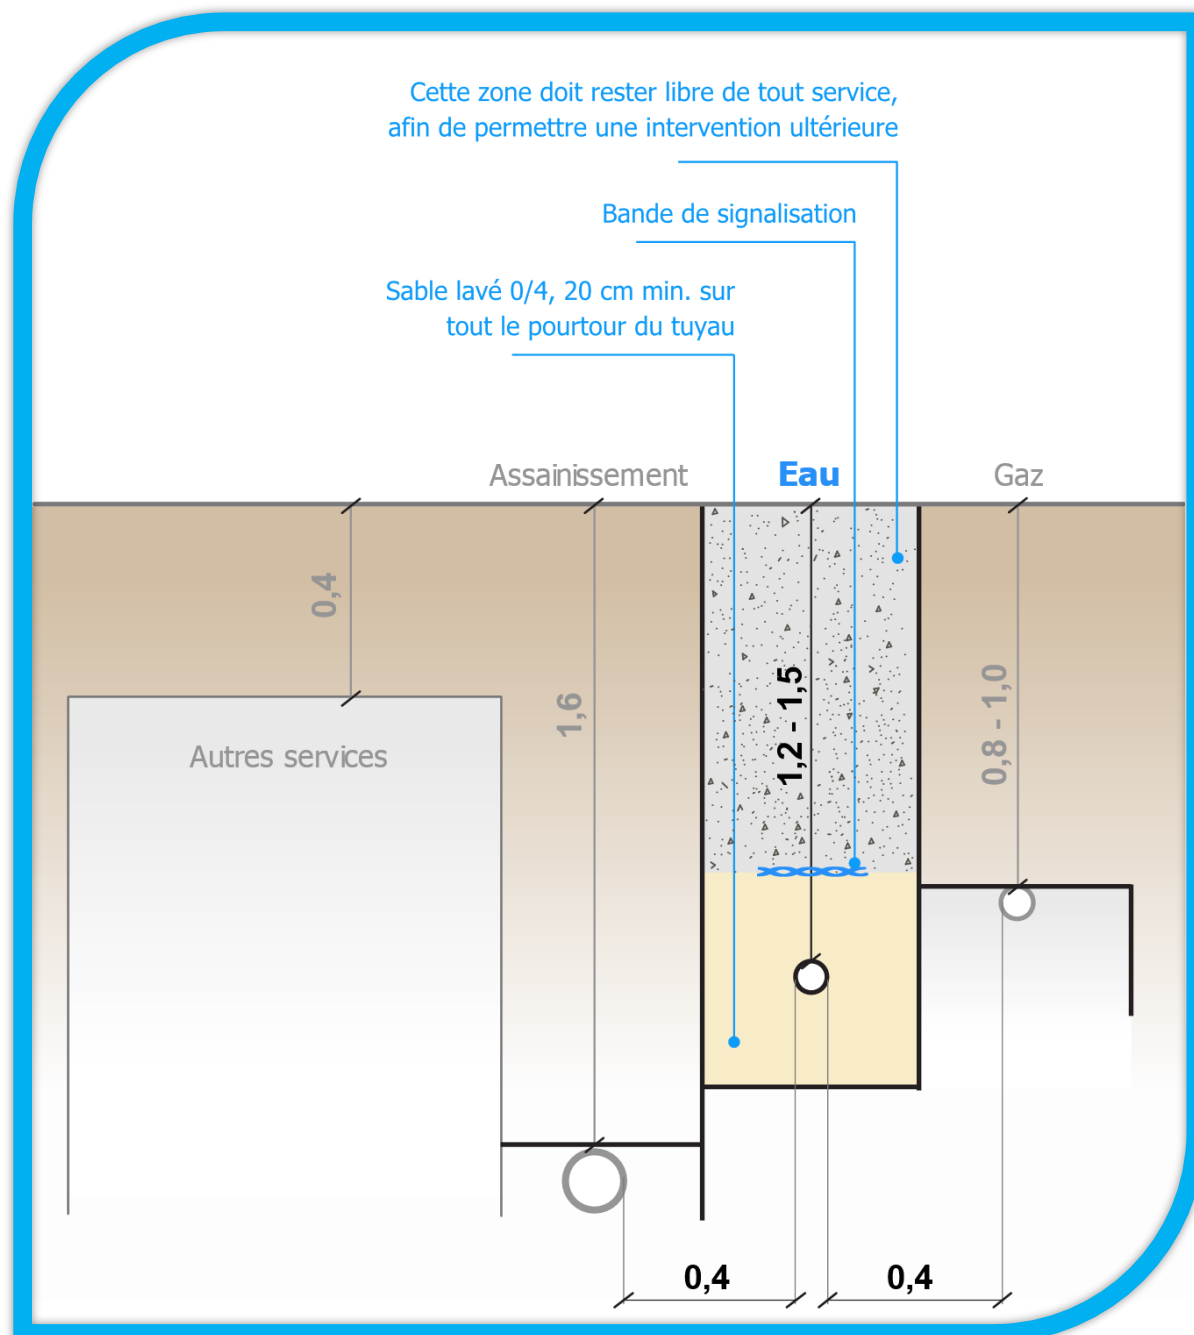 Cette zone doit rester libre de tout service,
afin de permettre une intervention ultérieure
Bande de signalisation
Sable lavé 0/4, 20 cm min. sur
tout le pourtour du tuyau
Assainissement
Eau
Gaz
0,4
1,6
1,2 - 1,5
0,8 - 1,0
Autres services
0,4
0,4